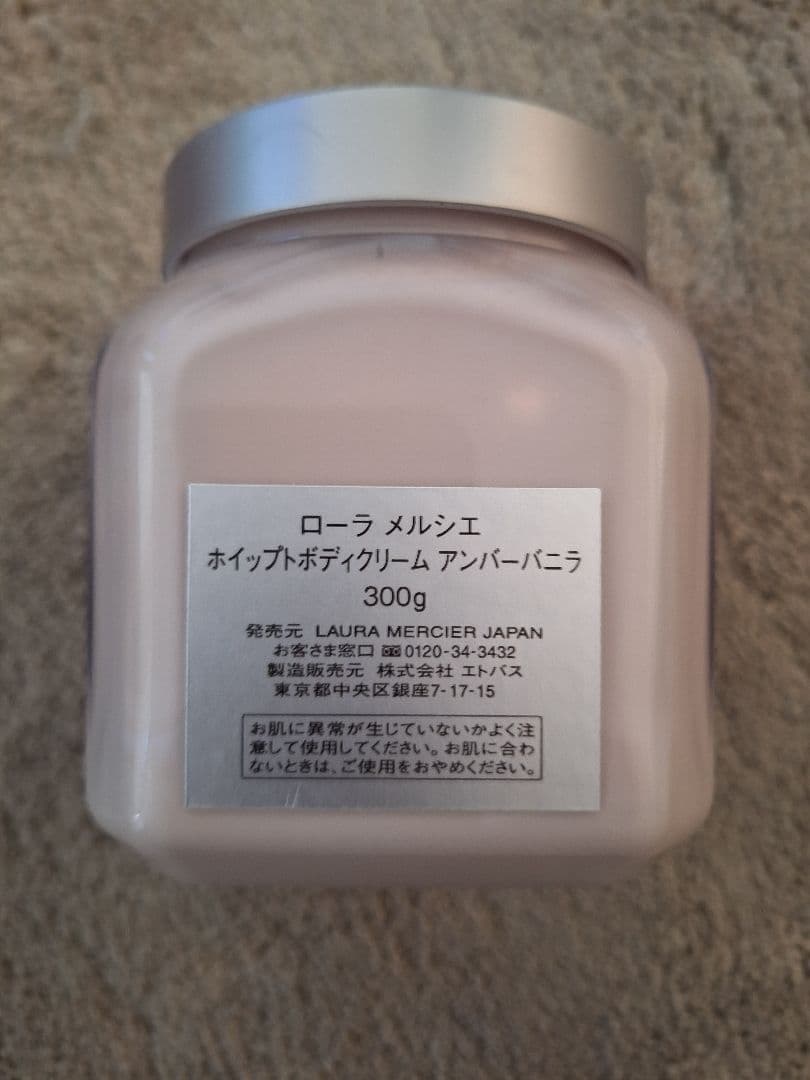 ローラ メルシエ
ホイップトボディクリーム アンバーバニラ
300g
発売元 LAURA MERCIER JAPAN
お客さま窓口 0120-34-3432
製造販売元 株式会社 エトバス
東京都中央区銀座7-17-15
お肌に異常が生じていないかよく注
意して使用してください。お肌に合わ
ないときは、ご使用をおやめください。